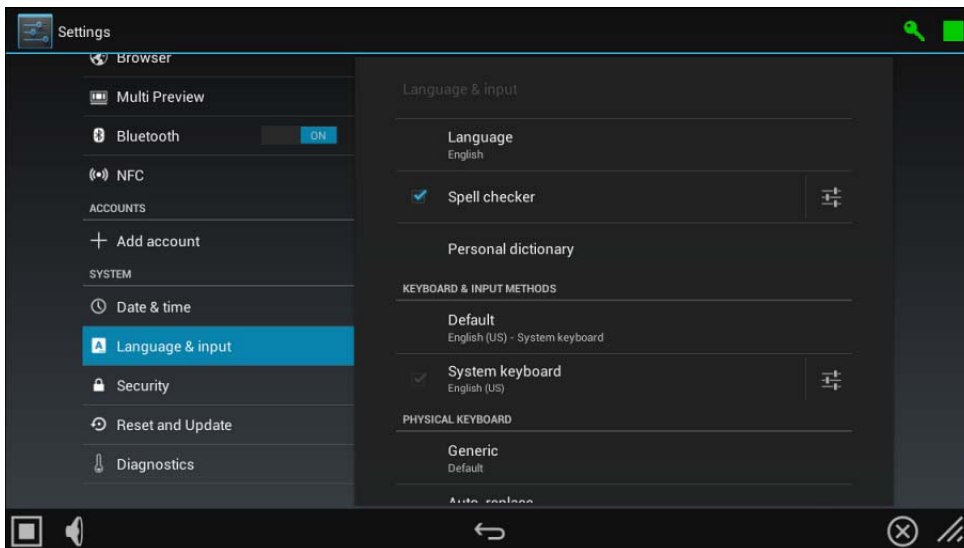 Settings
Browser
Multi Preview
Bluetooth
ON
NFC
ACCOUNTS
Add account
SYSTEM
Date & time
Language & input
Security
Reset and Update
Diagnostics
Language & input
Language
English
Spell checker
Personal dictionary
KEYBOARD & INPUT METHODS
Default
English (US) - System keyboard
System keyboard
English (US)
PHYSICAL KEYBOARD
Generic
Default
Auto-replace